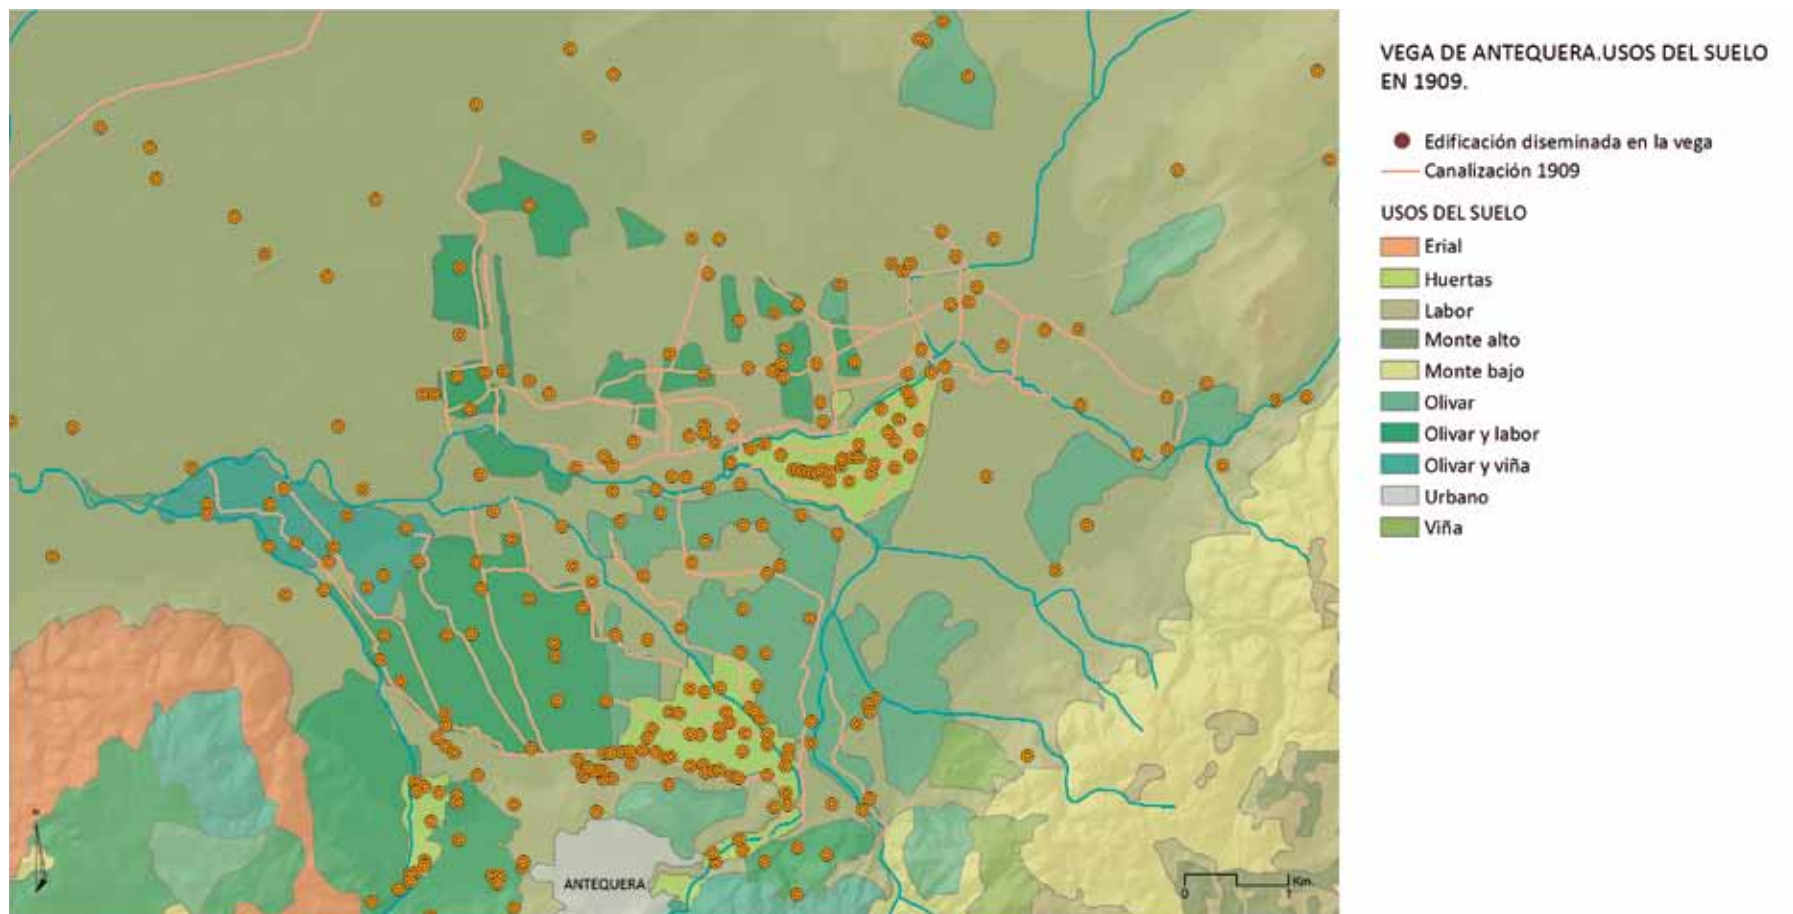 VEGA DE ANTEQUERA.USOS DEL SUELO
EN 1909.
Edificación diseminada en la vega
Canalización 1909
USOS DEL SUELO
Erial
Huertas
Labor
Monte alto
Monte bajo
Olivar
Olivar y labor
Olivar y viña
Urbano
Viña
ANTEQUERA
Km.
0 1